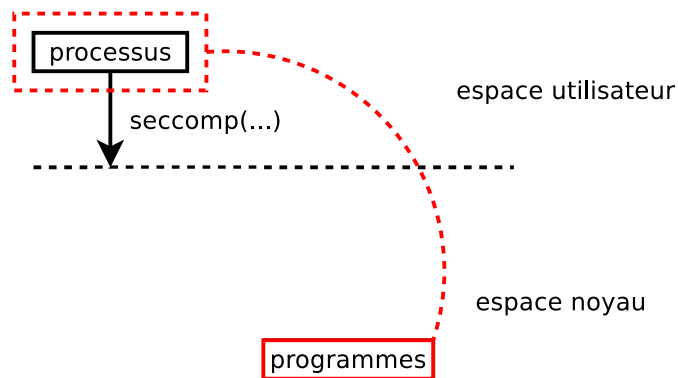 processus
espace utilisateur
seccomp(...)
espace noyau
programmes